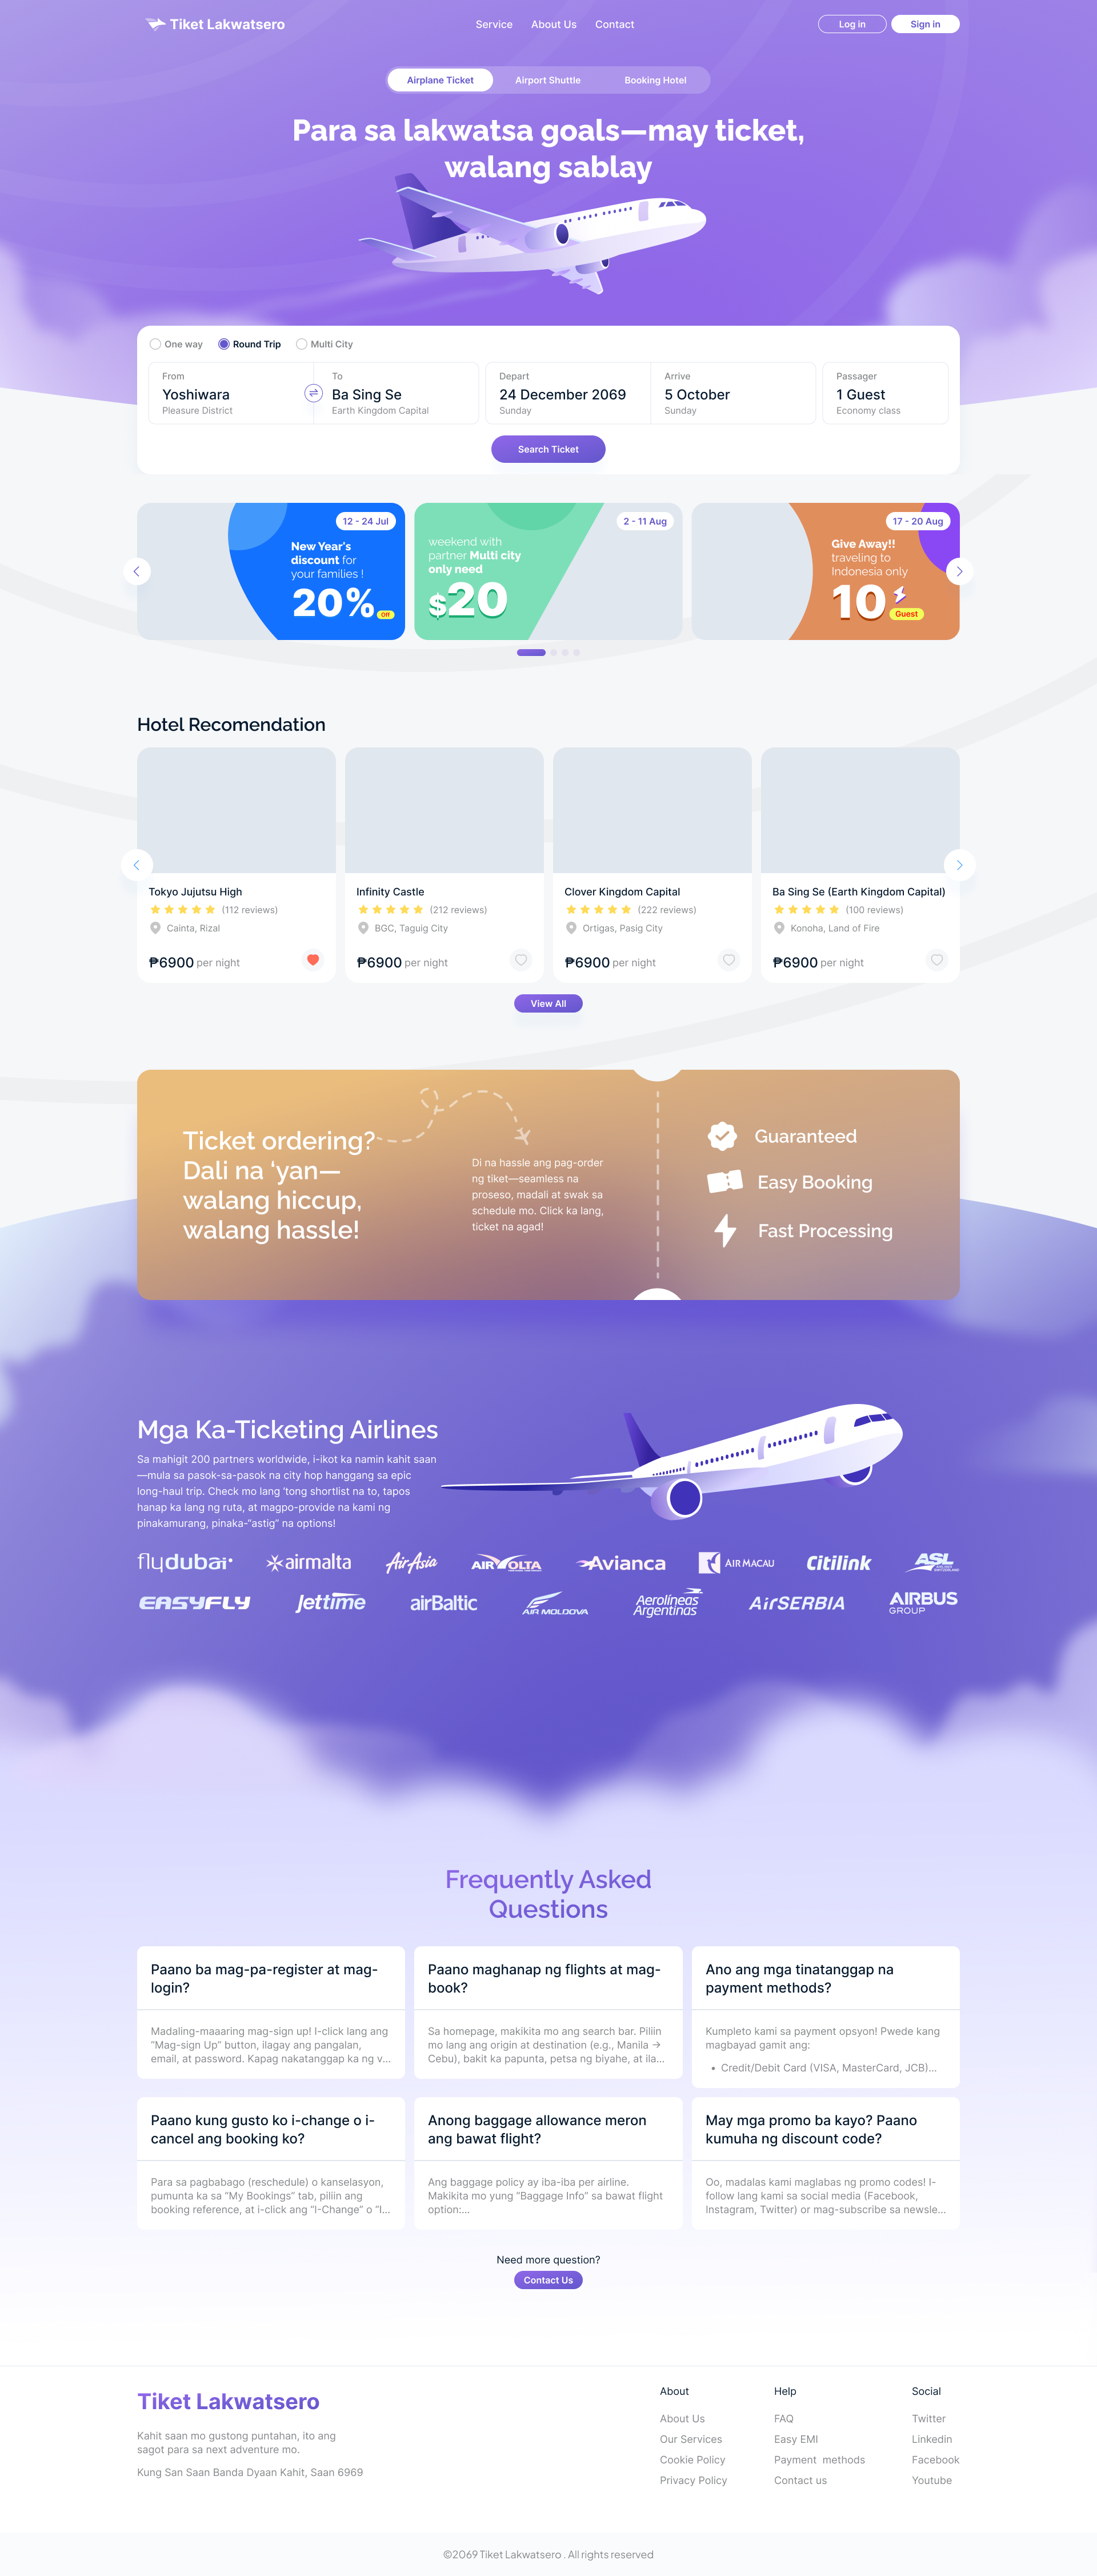 Tiket Lakwatsero
Service About Us Contact
Log in Sign in
Airplane Ticket Airport Shuttle Booking Hotel
Para sa lakwatsa goals—may ticket,
walang sablay
One way Round Trip Multi City
From To Depart Arrive Passager
Yoshiwara Ba Sing Se 24 December 2069 5 October 1 Guest
Pleasure District Earth Kingdom Capital Sunday Sunday Economy class
Search Ticket
12 - 24 Jul
New Year's
discount for
your families !
20%
Off
2 - 11 Aug
weekend with
partner Multi city
only need
$20
17 - 20 Aug
Give Away!!
traveling to
Indonesia only
10
Guest
Hotel Recomendation
Tokyo Jujutsu High
(112 reviews)
Cainta, Rizal
₱6900 per night
Infinity Castle
(212 reviews)
BGC, Taguig City
₱6900 per night
Clover Kingdom Capital
(222 reviews)
Ortigas, Pasig City
₱6900 per night
Ba Sing Se (Earth Kingdom Capital)
(100 reviews)
Konoha, Land of Fire
₱6900 per night
View All
Ticket ordering?
Dali na ‘yan—
walang hiccup,
walang hassle!
Di na hassle ang pag-order
ng tiket—seamless na
proseso, madali at swak sa
schedule mo. Click ka lang,
ticket na agad!
Guaranteed
Easy Booking
Fast Processing
Mga Ka-Ticketing Airlines
Sa mahigit 200 partners worldwide, i-ikot ka namin kahit saan
—mula sa pasok-sa-pasok na city hop hanggang sa epic
long-haul trip. Check mo lang ‘tong shortlist na to, tapos
hanap ka lang ng ruta, at magpo-provide na kami ng
pinakamurang, pinaka-“astig” na options!
flydubai airmalta AirAsia AIR VOLTA Avianca AIR MACAU Citilink ASL AIRLINES SWITZERLAND
EASYFLY Jettime airBaltic AIR MOLDOVA Aerolíneas Argentinas AirSERBIA AIRBUS GROUP
Frequently Asked
Questions
Paano ba mag-pa-register at mag-
login?
Madaling-maaaring mag-sign up! I-click lang ang
“Mag-sign Up” button, ilagay ang pangalan,
email, at password. Kapag nakatanggap ka ng v...
Paano maghanap ng flights at mag-
book?
Sa homepage, makikita mo ang search bar. Piliin
mo lang ang origin at destination (e.g., Manila →
Cebu), bakit ka papunta, petsa ng biyahe, at ila...
Ano ang mga tinatanggap na
payment methods?
Kumpleto kami sa payment opsyon! Pwede kang
magbayad gamit ang:
• Credit/Debit Card (VISA, MasterCard, JCB)...
Paano kung gusto ko i-change o i-
cancel ang booking ko?
Para sa pagbabago (reschedule) o kanselasyon,
pumunta ka sa “My Bookings” tab, piliin ang
booking reference, at i-click ang “I-Change” o “I...
Anong baggage allowance meron
ang bawat flight?
Ang baggage policy ay iba-iba per airline.
Makikita mo yung “Baggage Info” sa bawat flight
option:...
May mga promo ba kayo? Paano
kumuha ng discount code?
Oo, madalas kami maglabas ng promo codes! I-
follow lang kami sa social media (Facebook,
Instagram, Twitter) or mag-subscribe sa newsle...
Need more question?
Contact Us
Tiket Lakwatsero
Kahit saan mo gustong puntahan, ito ang
sagot para sa next adventure mo.
Kung San Saan Banda Dyaan Kahit, Saan 6969
About
About Us
Our Services
Cookie Policy
Privacy Policy
Help
FAQ
Easy EMI
Payment methods
Contact us
Social
Twitter
Linkedin
Facebook
Youtube
©2069 Tiket Lakwatsero . All rights reserved